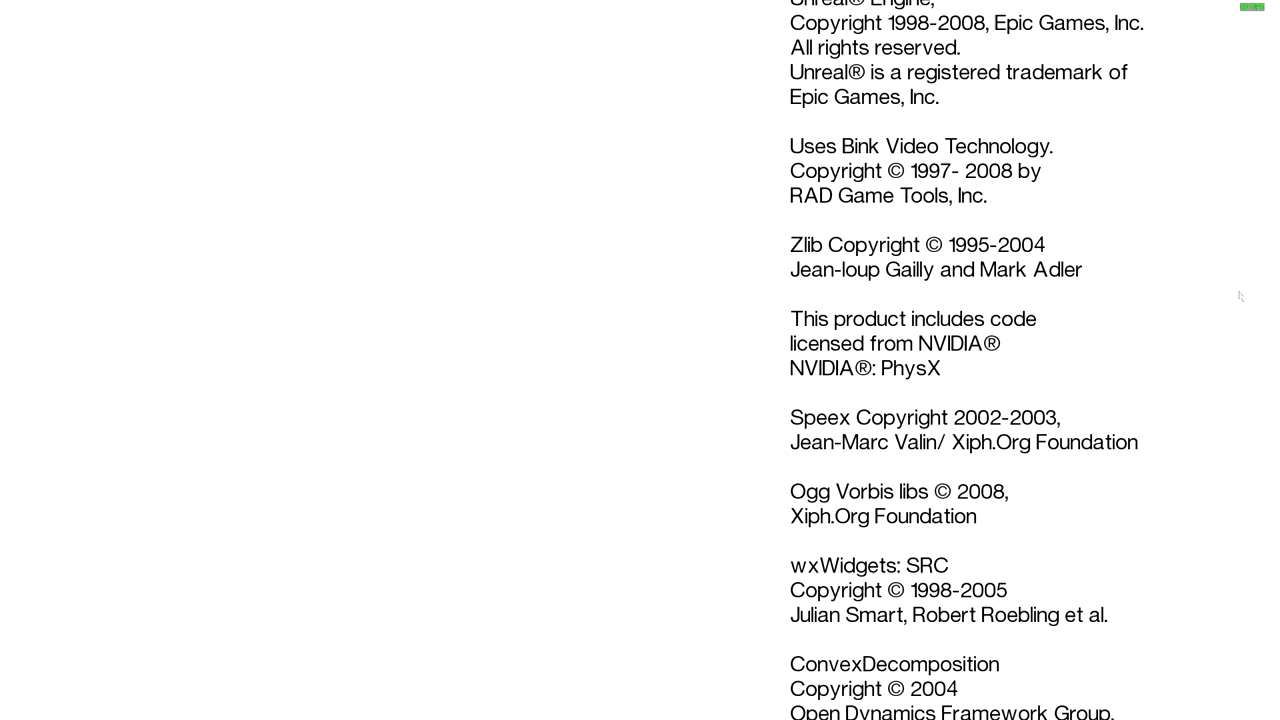 Unreal® Engine,
Copyright 1998-2008, Epic Games, Inc.
All rights reserved.
Unreal® is a registered trademark of
Epic Games, Inc.
Uses Bink Video Technology.
Copyright © 1997- 2008 by
RAD Game Tools, Inc.
Zlib Copyright © 1995-2004
Jean-loup Gailly and Mark Adler
This product includes code
licensed from NVIDIA®
NVIDIA®: PhysX
Speex Copyright 2002-2003,
Jean-Marc Valin/ Xiph.Org Foundation
Ogg Vorbis libs © 2008,
Xiph.Org Foundation
wxWidgets: SRC
Copyright © 1998-2005
Julian Smart, Robert Roebling et al.
ConvexDecomposition
Copyright © 2004
Open Dynamics Framework Group.